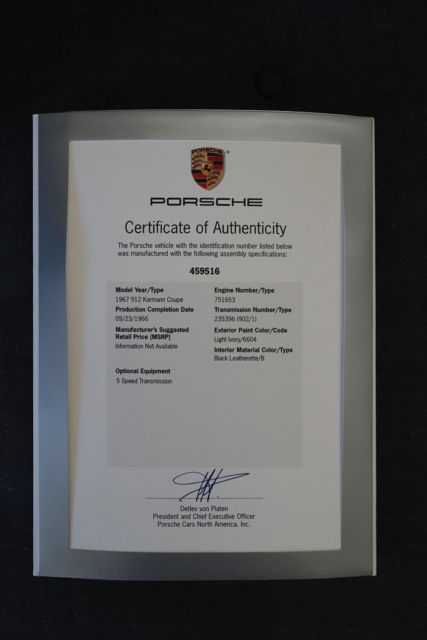 PORSCHE
PORSCHE
Certificate of Authenticity
The Porsche vehicle with the identification number listed below
was manufactured with the following assembly specifications:
459516
Model Year/Type
1967 912 Karmann Coupe
Production Completion Date
09/23/1966
Manufacturer's Suggested
Retail Price (MSRP)
Information Not Available
Optional Equipment
5 Speed Transmission
Engine Number/Type
751653
Transmission Number/Type
235396 (902/1)
Exterior Paint Color/Code
Light Ivory/6604
Interior Material Color/Type
Black Leatherette/B
Detlev von Platen
President and Chief Executive Officer
Porsche Cars North America, Inc.